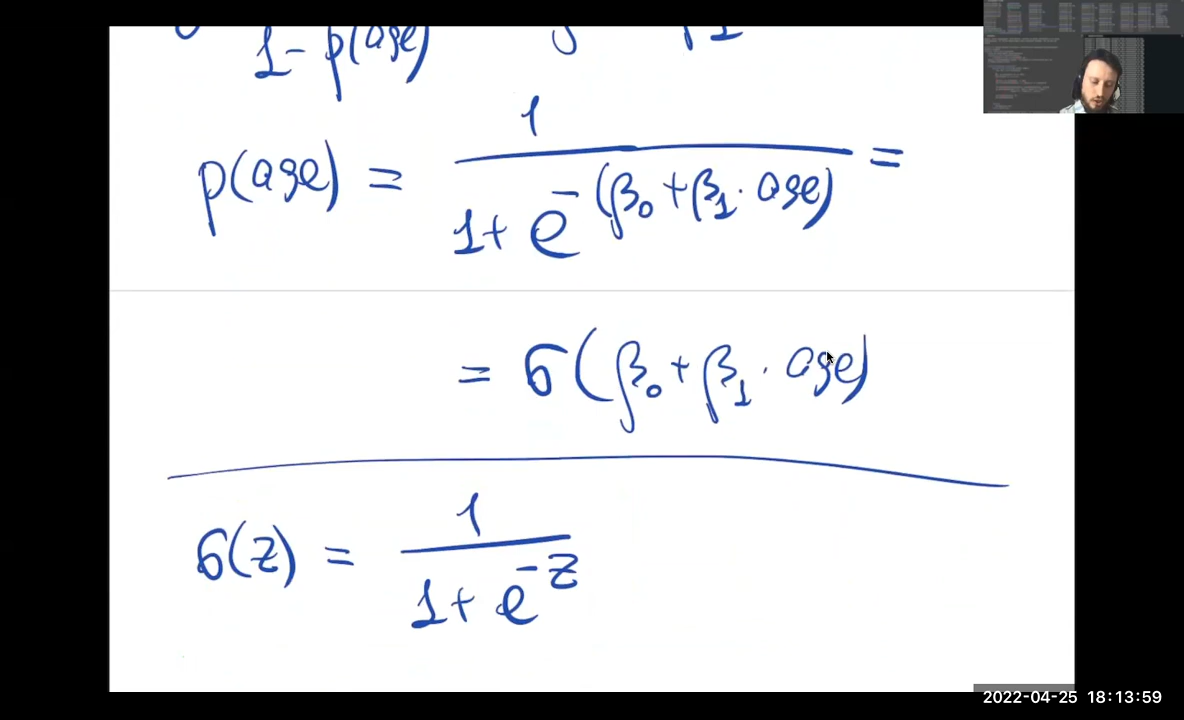 1 - p(age)
p(age) = 1 / (1 + e^-(β₀ + β₁ · age)) =
= σ(β₀ + β₁ · age)
σ(z) = 1 / (1 + e^-z)
2022-04-25 18:13:59